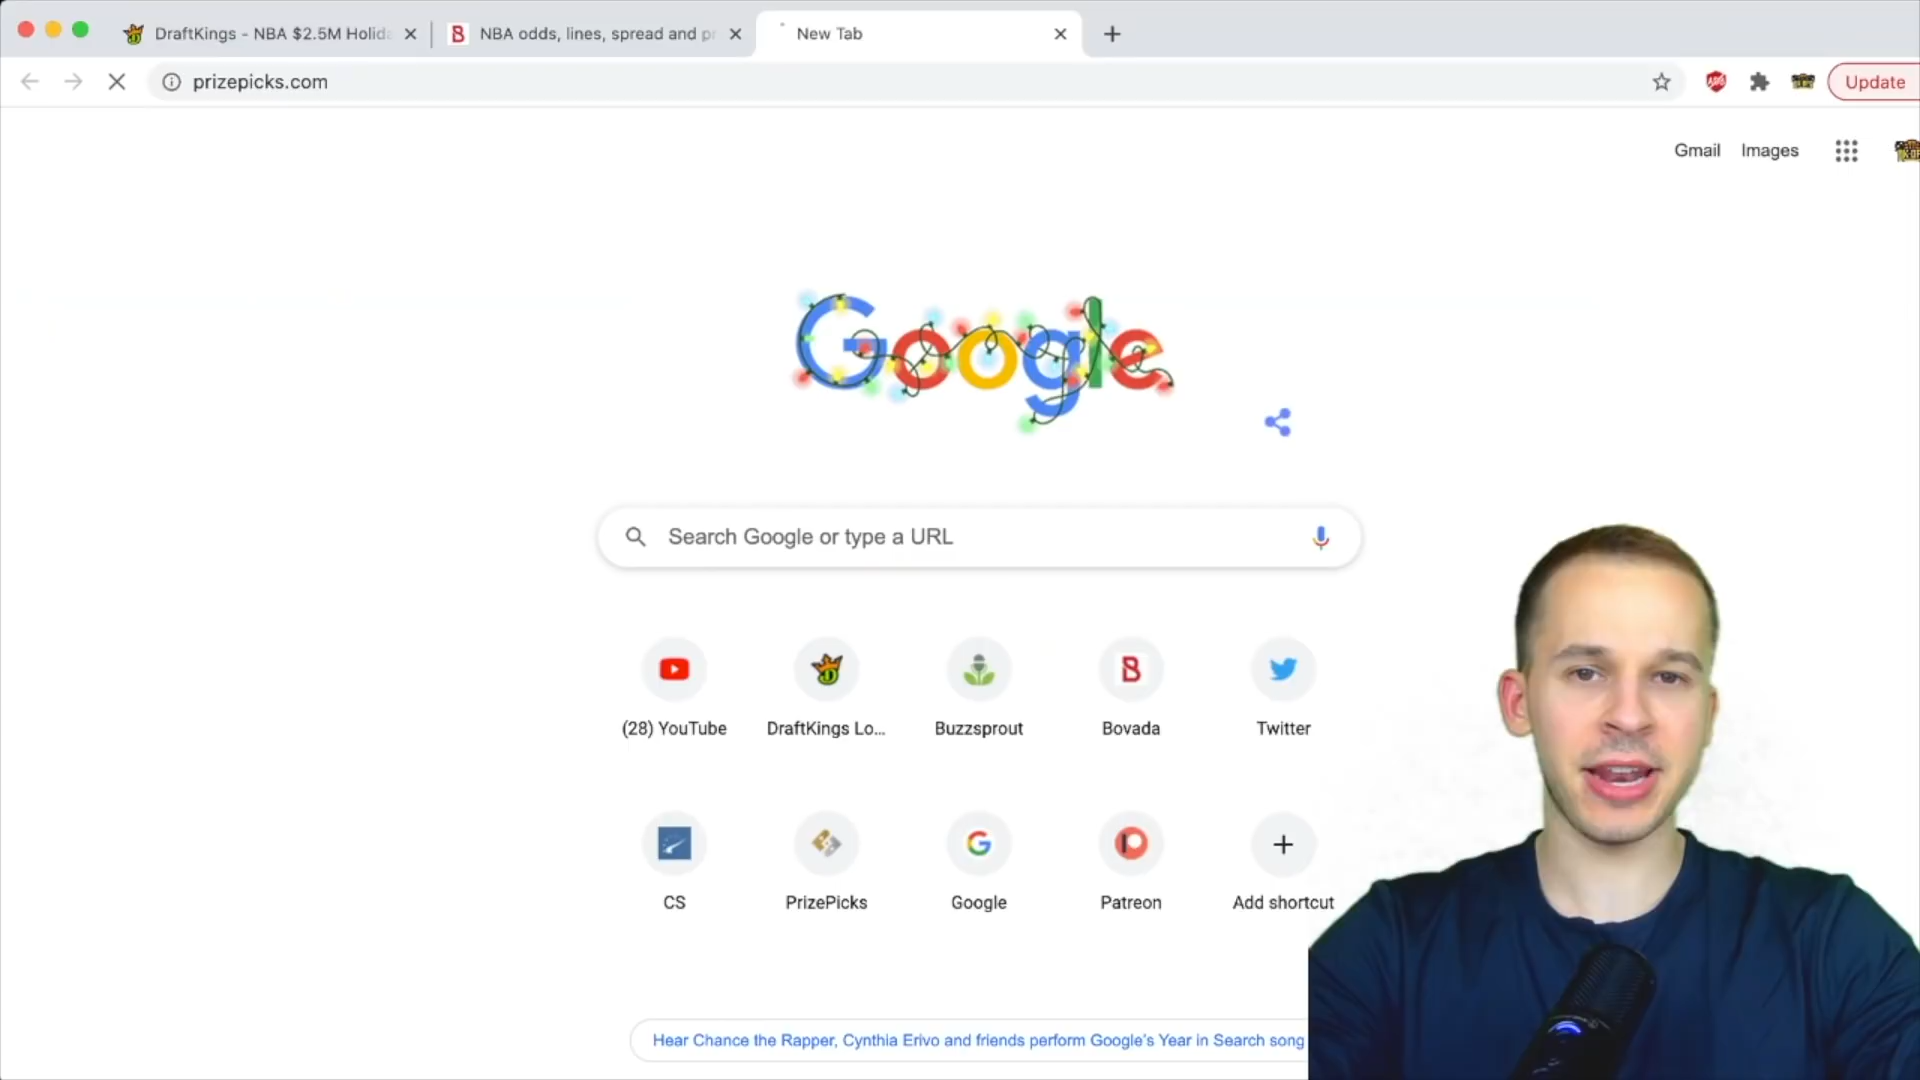 DraftKings - NBA $2.5M Holida
NBA odds, lines, spread and pr
New Tab
prizepicks.com
Update
Gmail
Images
Google
Search Google or type a URL
(28) YouTube
DraftKings Lo...
Buzzsprout
Bovada
Twitter
CS
PrizePicks
Google
Patreon
Add shortcut
Hear Chance the Rapper, Cynthia Erivo and friends perform Google's Year in Search song